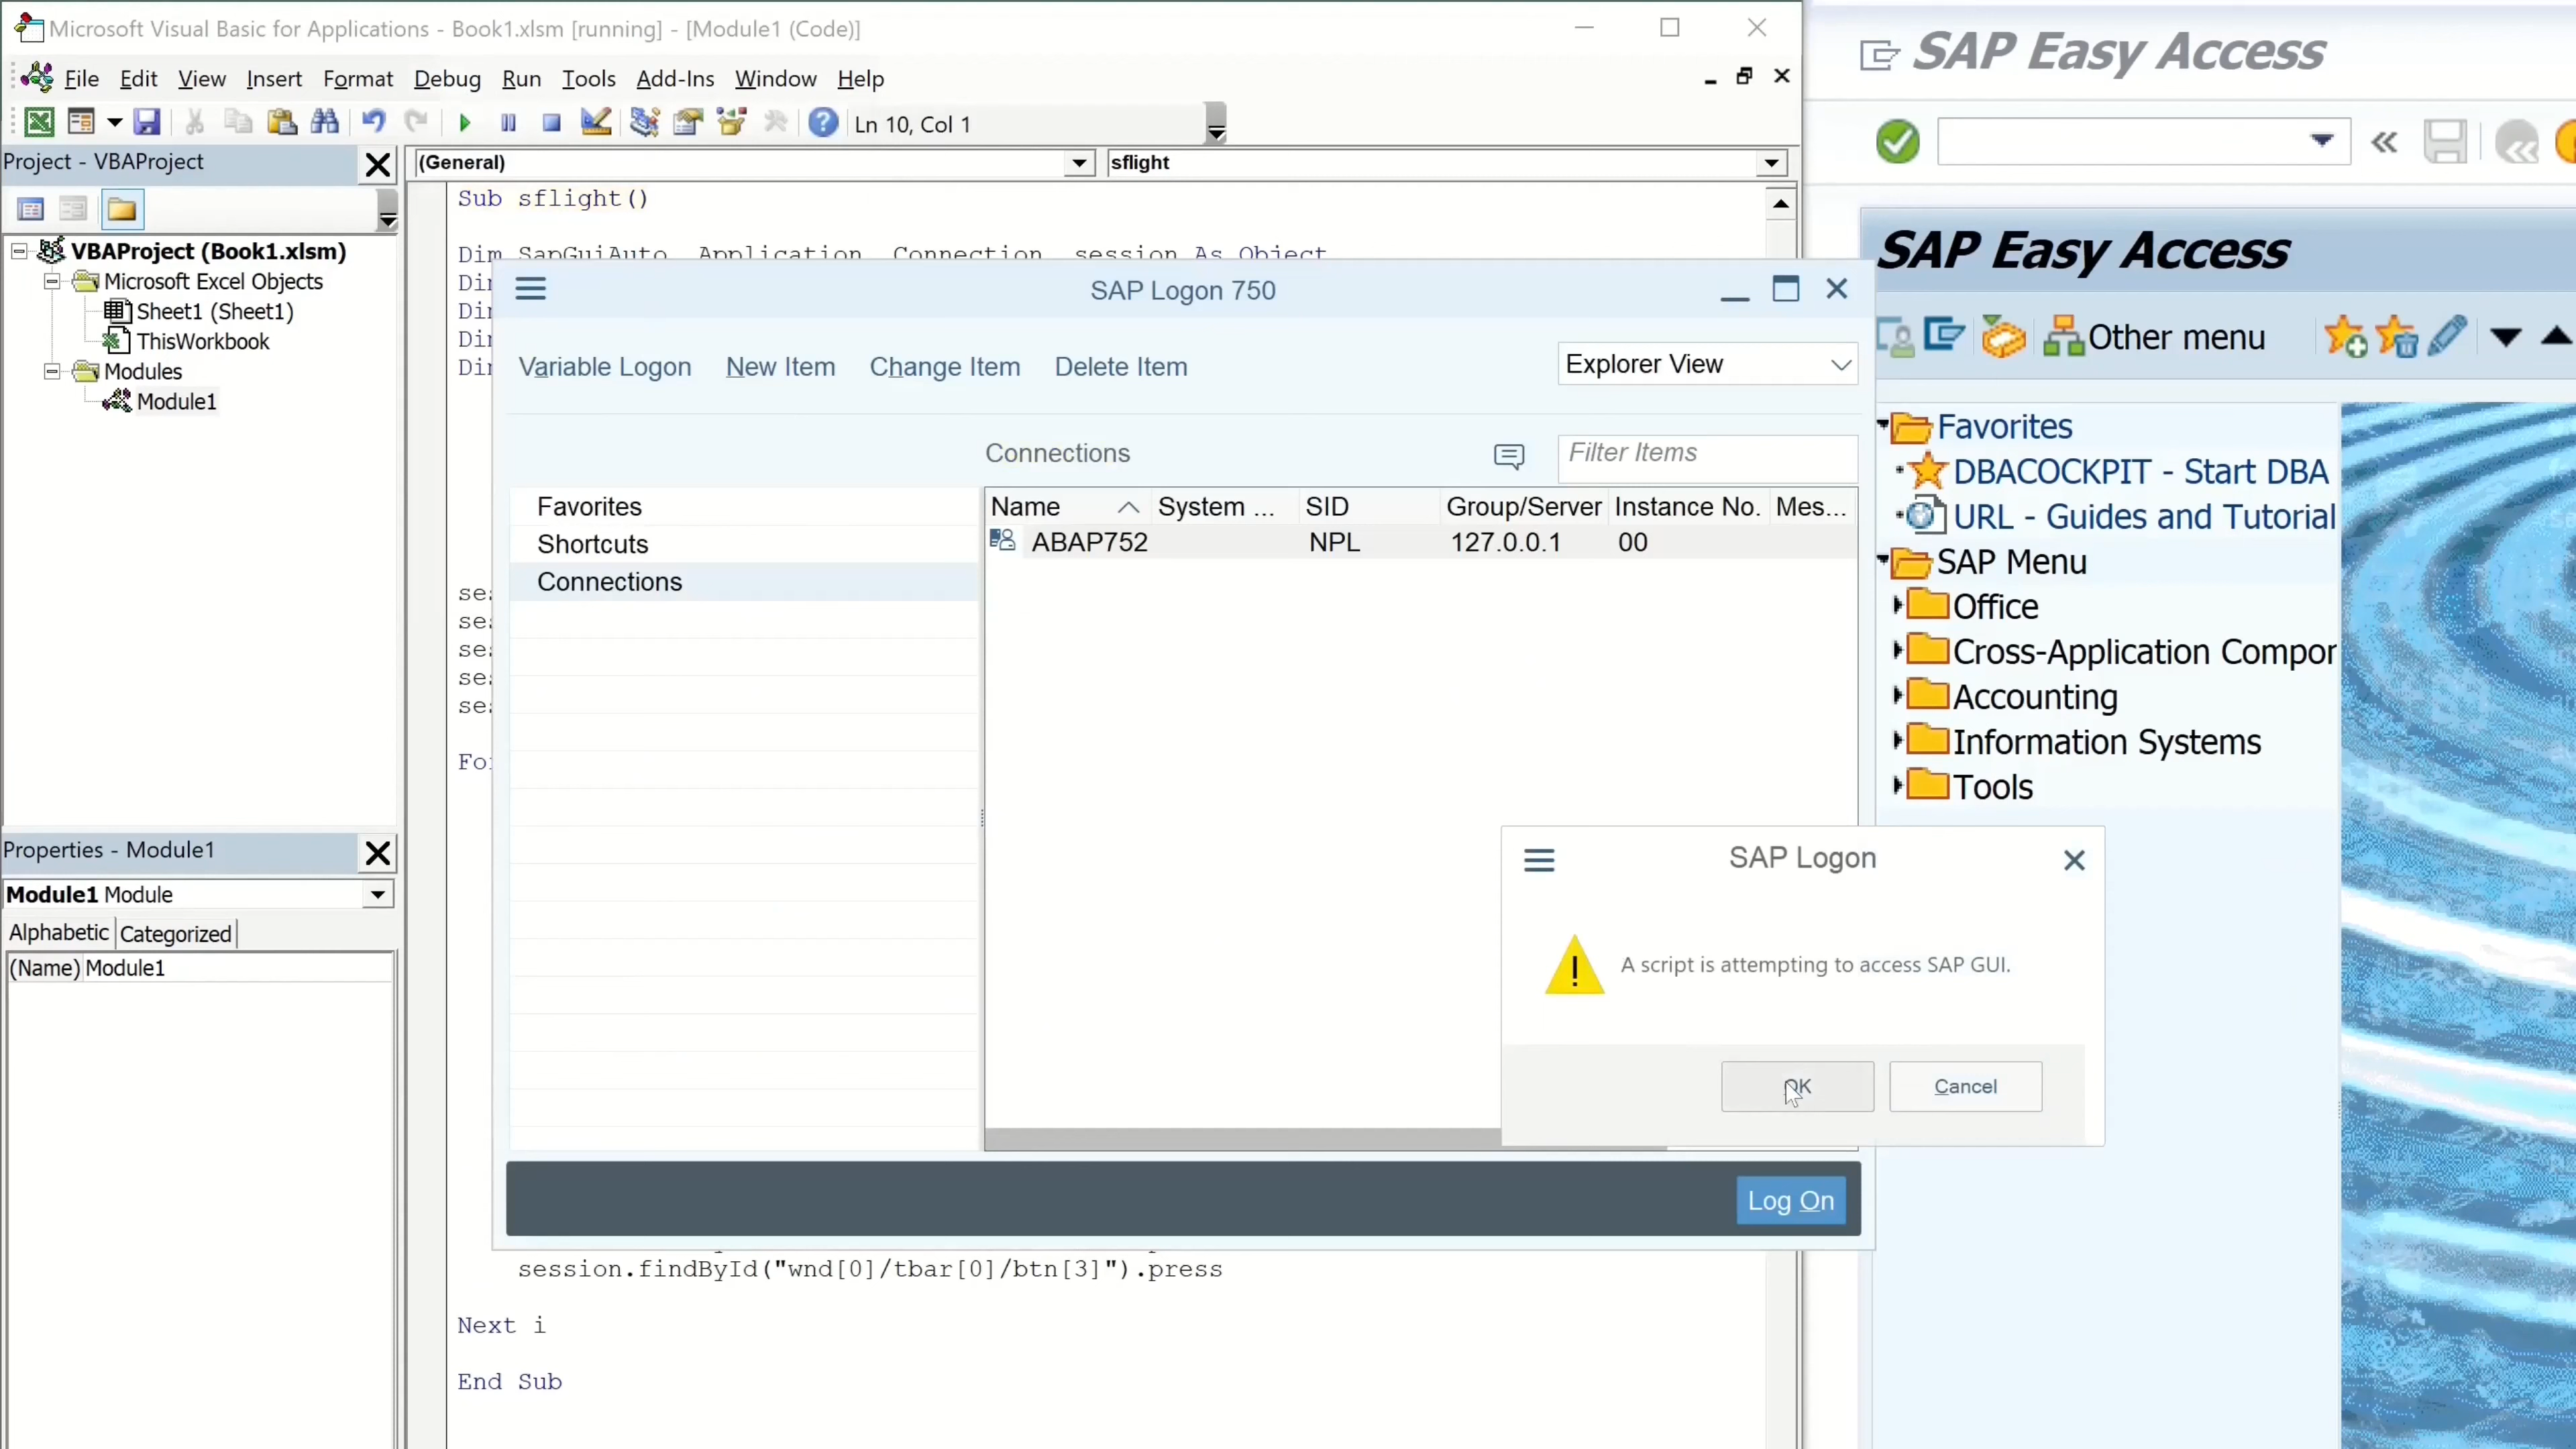 Microsoft Visual Basic for Applications - Book1.xlsm [running] - [Module1 (Code)]
File Edit View Insert Format Debug Run Tools Add-Ins Window Help
Ln 10, Col 1
Project - VBAProject
(General)
sflight
VBAProject (Book1.xlsm)
Microsoft Excel Objects
Sheet1 (Sheet1)
ThisWorkbook
Modules
Module1
Properties - Module1
Module1 Module
Alphabetic Categorized
(Name) Module1
Sub sflight()
Dim SapGuiAuto, Application, Connection, session As Object
session.findById("wnd[0]/tbar[0]/btn[3]").press
Next i
End Sub
SAP Logon 750
Variable Logon New Item Change Item Delete Item
Explorer View
Connections
Filter Items
Favorites
Shortcuts
Connections
Name System ... SID Group/Server Instance No. Mes...
ABAP752 NPL 127.0.0.1 00
Log On
SAP Logon
A script is attempting to access SAP GUI.
OK
Cancel
SAP Easy Access
SAP Easy Access
Other menu
Favorites
DBACOCKPIT - Start DBA
URL - Guides and Tutorial
SAP Menu
Office
Cross-Application Compor
Accounting
Information Systems
Tools